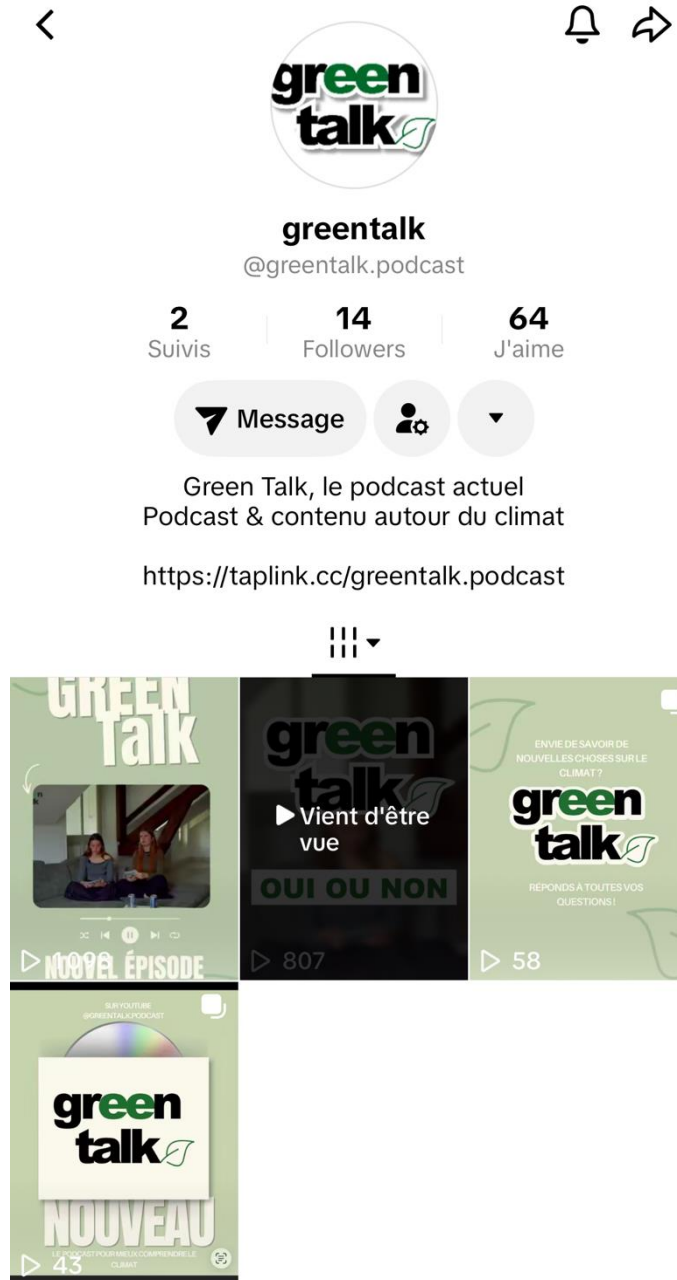 green
talk
greentalk
@greentalk.podcast
2 14 64
Suivis Followers J'aime
Message
Green Talk, le podcast actuel
Podcast & contenu autour du climat
https://taplink.cc/greentalk.podcast
GREEN
Talk
NOUVEL ÉPISODE
green
talk
Vient d'être
vue
OUI OU NON
807
ENVIE DE SAVOIR DE
NOUVELLES CHOSES SUR LE
CLIMAT ?
green
talk
RÉPONDS À TOUTES VOS
QUESTIONS !
58
SUR YOUTUBE
@GREENTALK.PODCAST
green
talk
NOUVEAU
LE PODCAST POUR MIEUX COMPRENDRE LE
CLIMAT
43